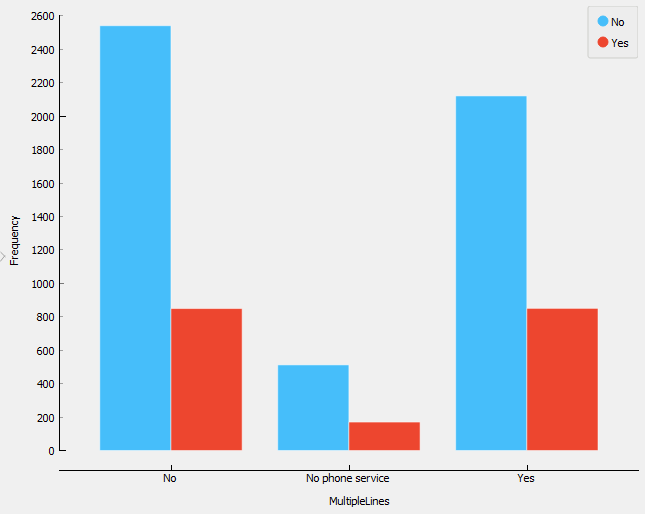 No
Yes
2600
2400
2200
2000
1800
1600
1400
1200
1000
800
600
400
200
0
Frequency
No
No phone service
Yes
MultipleLines